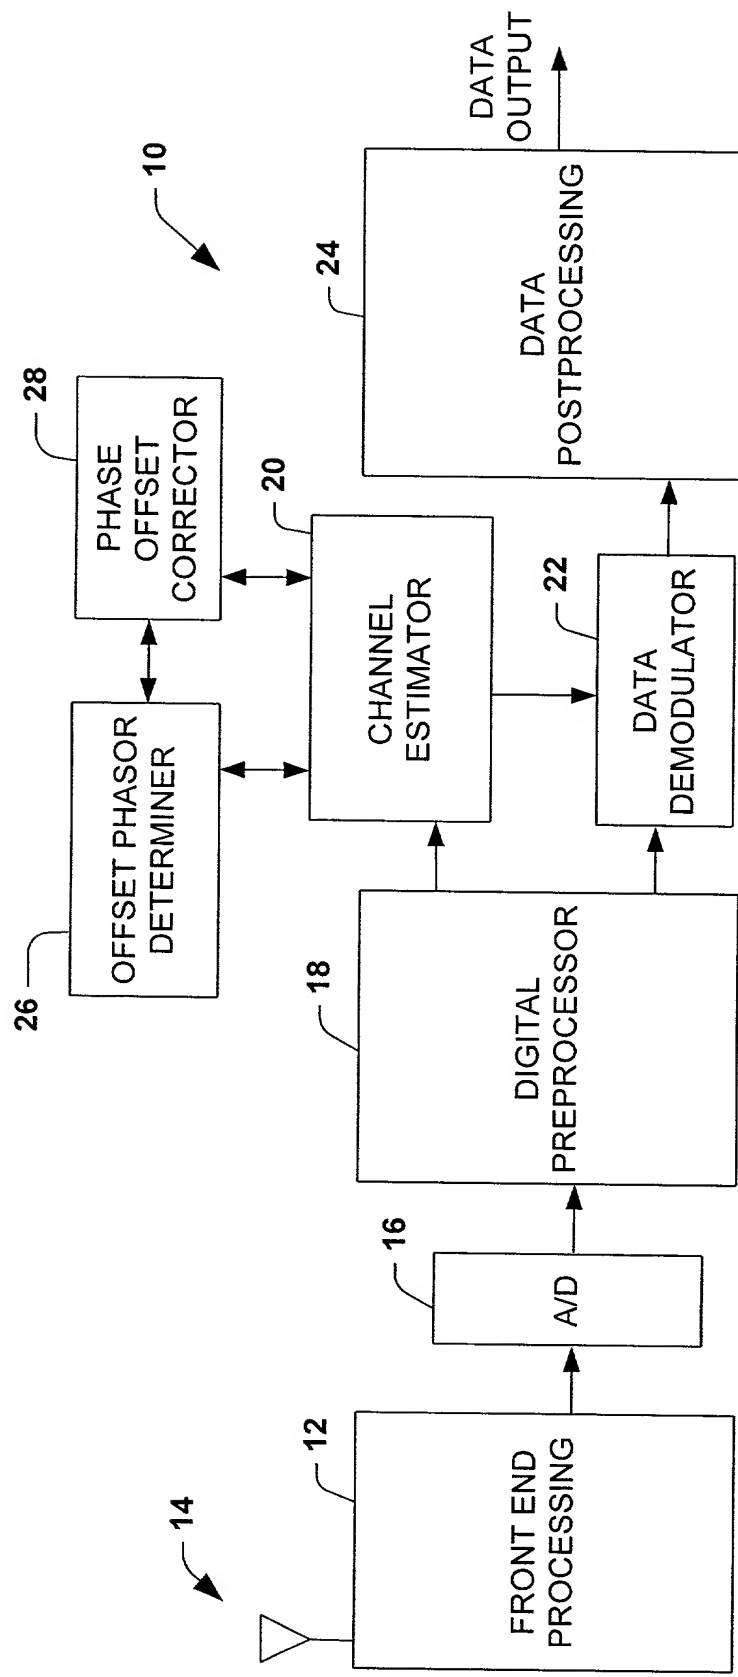 10
14
12
FRONT END
PROCESSING
16
A/D
18
DIGITAL
PREPROCESSOR
26
OFFSET PHASOR
DETERMINER
28
PHASE
OFFSET
CORRECTOR
20
CHANNEL
ESTIMATOR
22
DATA
DEMODULATOR
24
DATA
POSTPROCESSING
DATA
OUTPUT